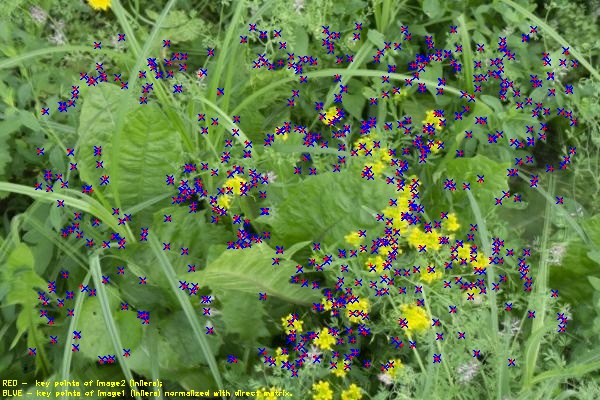 RED - key points of Image2 (inliers);
BLUE - key points of Image1 (inliers) normalized with direct matrix.